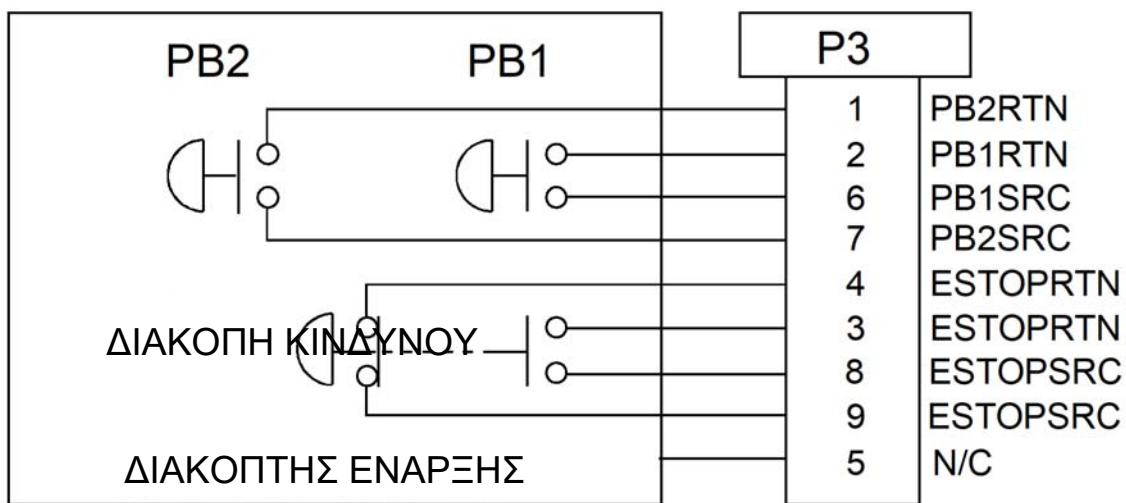 PB2 PB1 P3
1 PB2RTN
2 PB1RTN
6 PB1SRC
7 PB2SRC
4 ESTOPRTN
3 ESTOPRTN
8 ESTOPSRC
9 ESTOPSRC
5 N/C
ΔΙΑΚΟΠΗ ΚΙΝΔΥΝΟΥ
ΔΙΑΚΟΠΤΗΣ ΕΝΑΡΞΗΣ